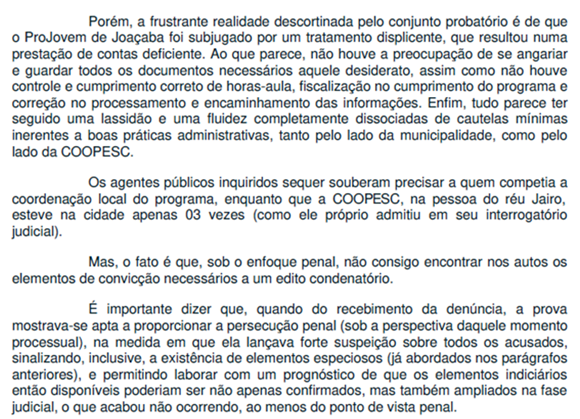 Porém, a frustrante realidade descortinada pelo conjunto probatório é de que
o ProJovem de Joaçaba foi subjugado por um tratamento displicente, que resultou numa
prestação de contas deficiente. Ao que parece, não houve a preocupação de se angariar
e guardar todos os documentos necessários aquele desiderato, assim como não houve
controle e cumprimento correto de horas-aula, fiscalização no cumprimento do programa e
correção no processamento e encaminhamento das informações. Enfim, tudo parece ter
seguido uma lassidão e uma fluidez completamente dissociadas de cautelas mínimas
inerentes a boas práticas administrativas, tanto pelo lado da municipalidade, como pelo
lado da COOPESC.
Os agentes públicos inquiridos sequer souberam precisar a quem competia a
coordenação local do programa, enquanto que a COOPESC, na pessoa do réu Jairo,
esteve na cidade apenas 03 vezes (como ele próprio admitiu em seu interrogatório
judicial).
Mas, o fato é que, sob o enfoque penal, não consigo encontrar nos autos os
elementos de convicção necessários a um edito condenatório.
É importante dizer que, quando do recebimento da denúncia, a prova
mostrava-se apta a proporcionar a persecução penal (sob a perspectiva daquele momento
processual), na medida em que ela lançava forte suspeição sobre todos os acusados,
sinalizando, inclusive, a existência de elementos especiosos (já abordados nos parágrafos
anteriores), e permitindo laborar com um prognóstico de que os elementos indiciários
então disponíveis poderiam ser não apenas confirmados, mas também ampliados na fase
judicial, o que acabou não ocorrendo, ao menos do ponto de vista penal.